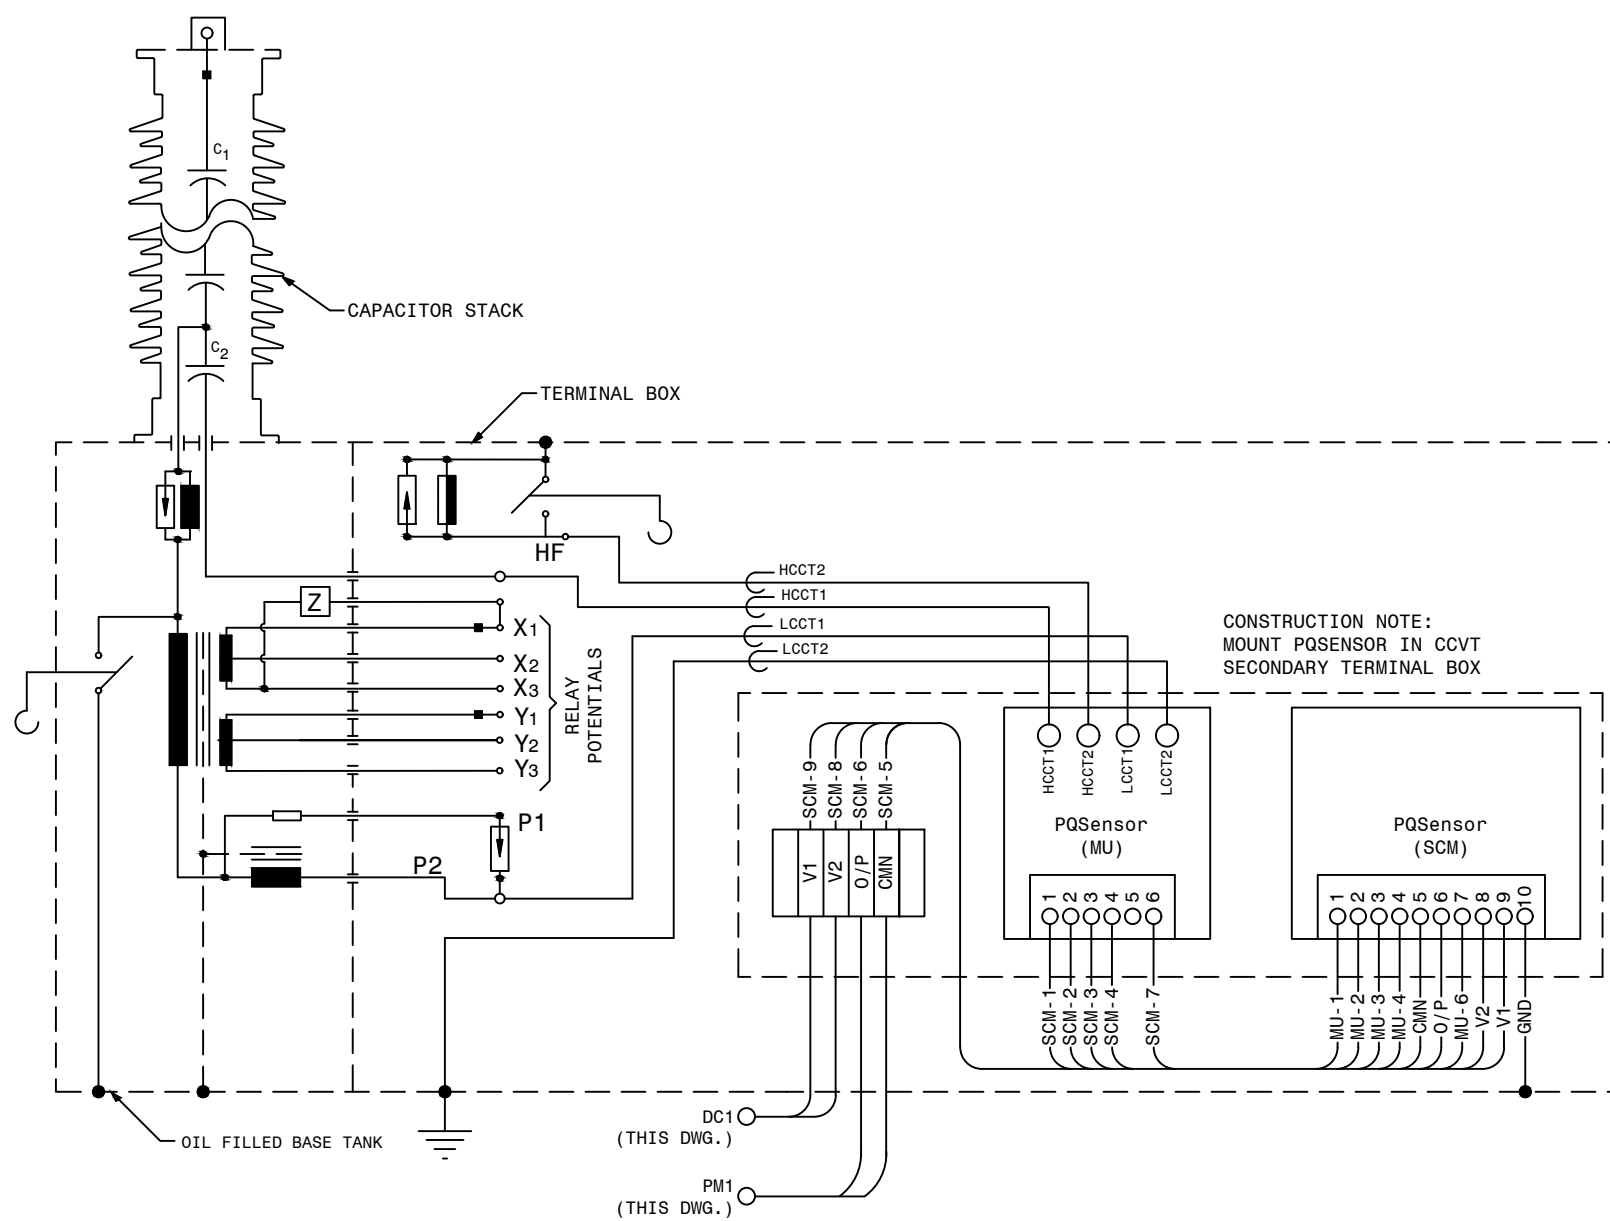 C1
CAPACITOR STACK
C2
TERMINAL BOX
HF
HCCT2
HCCT1
LCCT1
LCCT2
CONSTRUCTION NOTE:
MOUNT PQSENSOR IN CCVT
SECONDARY TERMINAL BOX
Z
X1
X2
X3
Y1
Y2
Y3
RELAY
POTENTIALS
P1
P2
SCM-9
SCM-8
SCM-6
SCM-5
V1
V2
O/P
CMN
HCCT1
HCCT2
LCCT1
LCCT2
PQSensor
(MU)
1
2
3
4
5
6
PQSensor
(SCM)
1
2
3
4
5
6
7
8
9
10
SCM-1
SCM-2
SCM-3
SCM-4
SCM-7
MU-1
MU-2
MU-3
MU-4
CMN
O/P
MU-6
V2
V1
GND
OIL FILLED BASE TANK
DC1
(THIS DWG.)
PM1
(THIS DWG.)